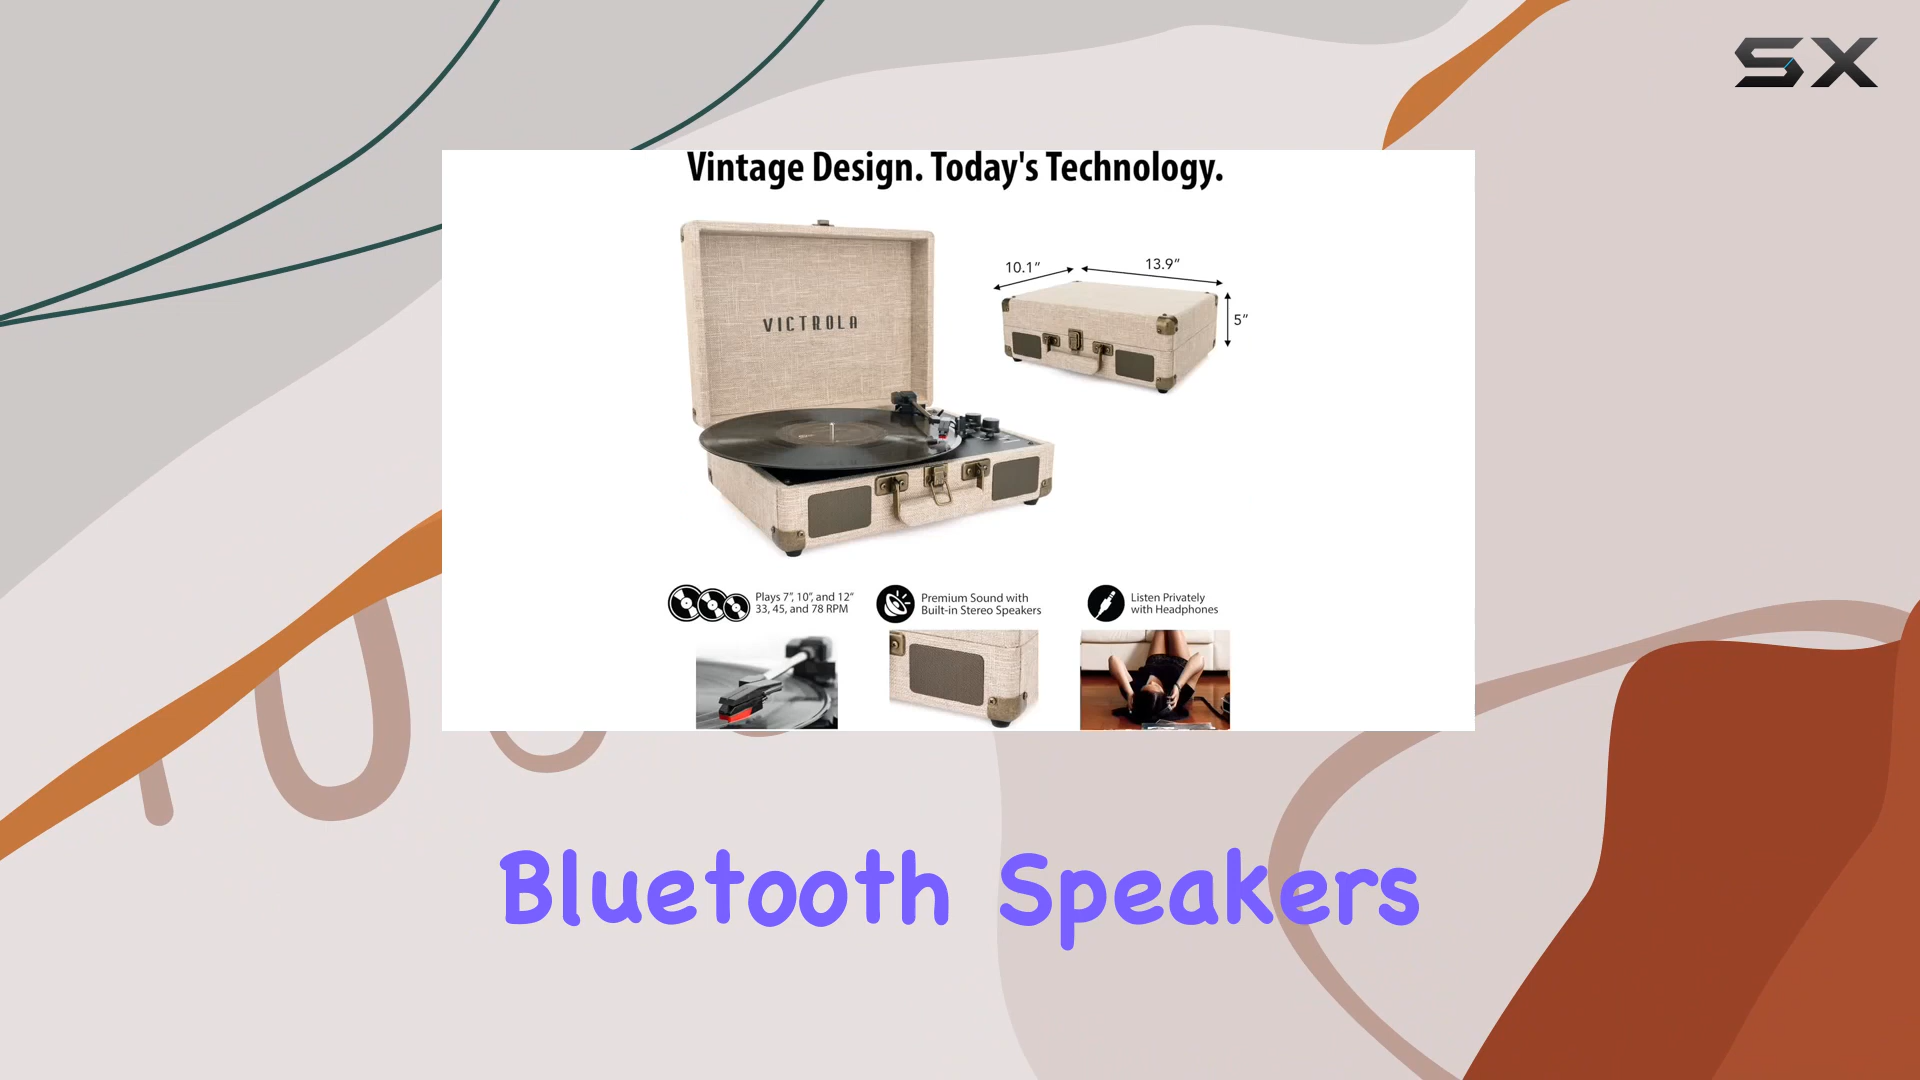 SX
Vintage Design. Today's Technology.
VICTROLA
10.1”
13.9”
5”
Plays 7”, 10”, and 12”
33, 45, and 78 RPM
Premium Sound with
Built-in Stereo Speakers
Listen Privately
with Headphones
Bluetooth Speakers